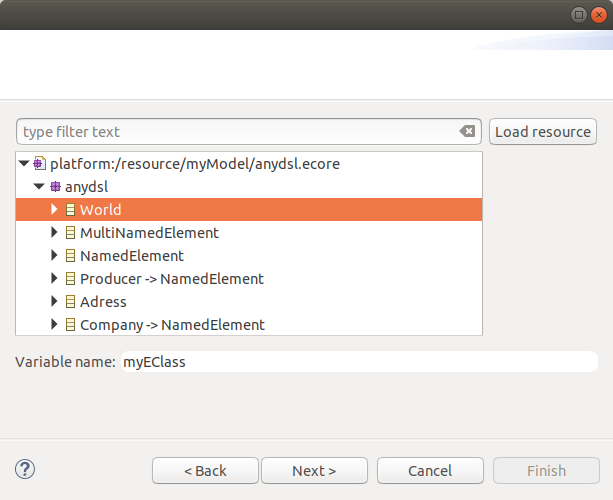 type filter text
Load resource
platform:/resource/myModel/anydsl.ecore
anydsl
World
MultiNamedElement
NamedElement
Producer -> NamedElement
Adress
Company -> NamedElement
Variable name: myEClass
? < Back Next > Cancel Finish